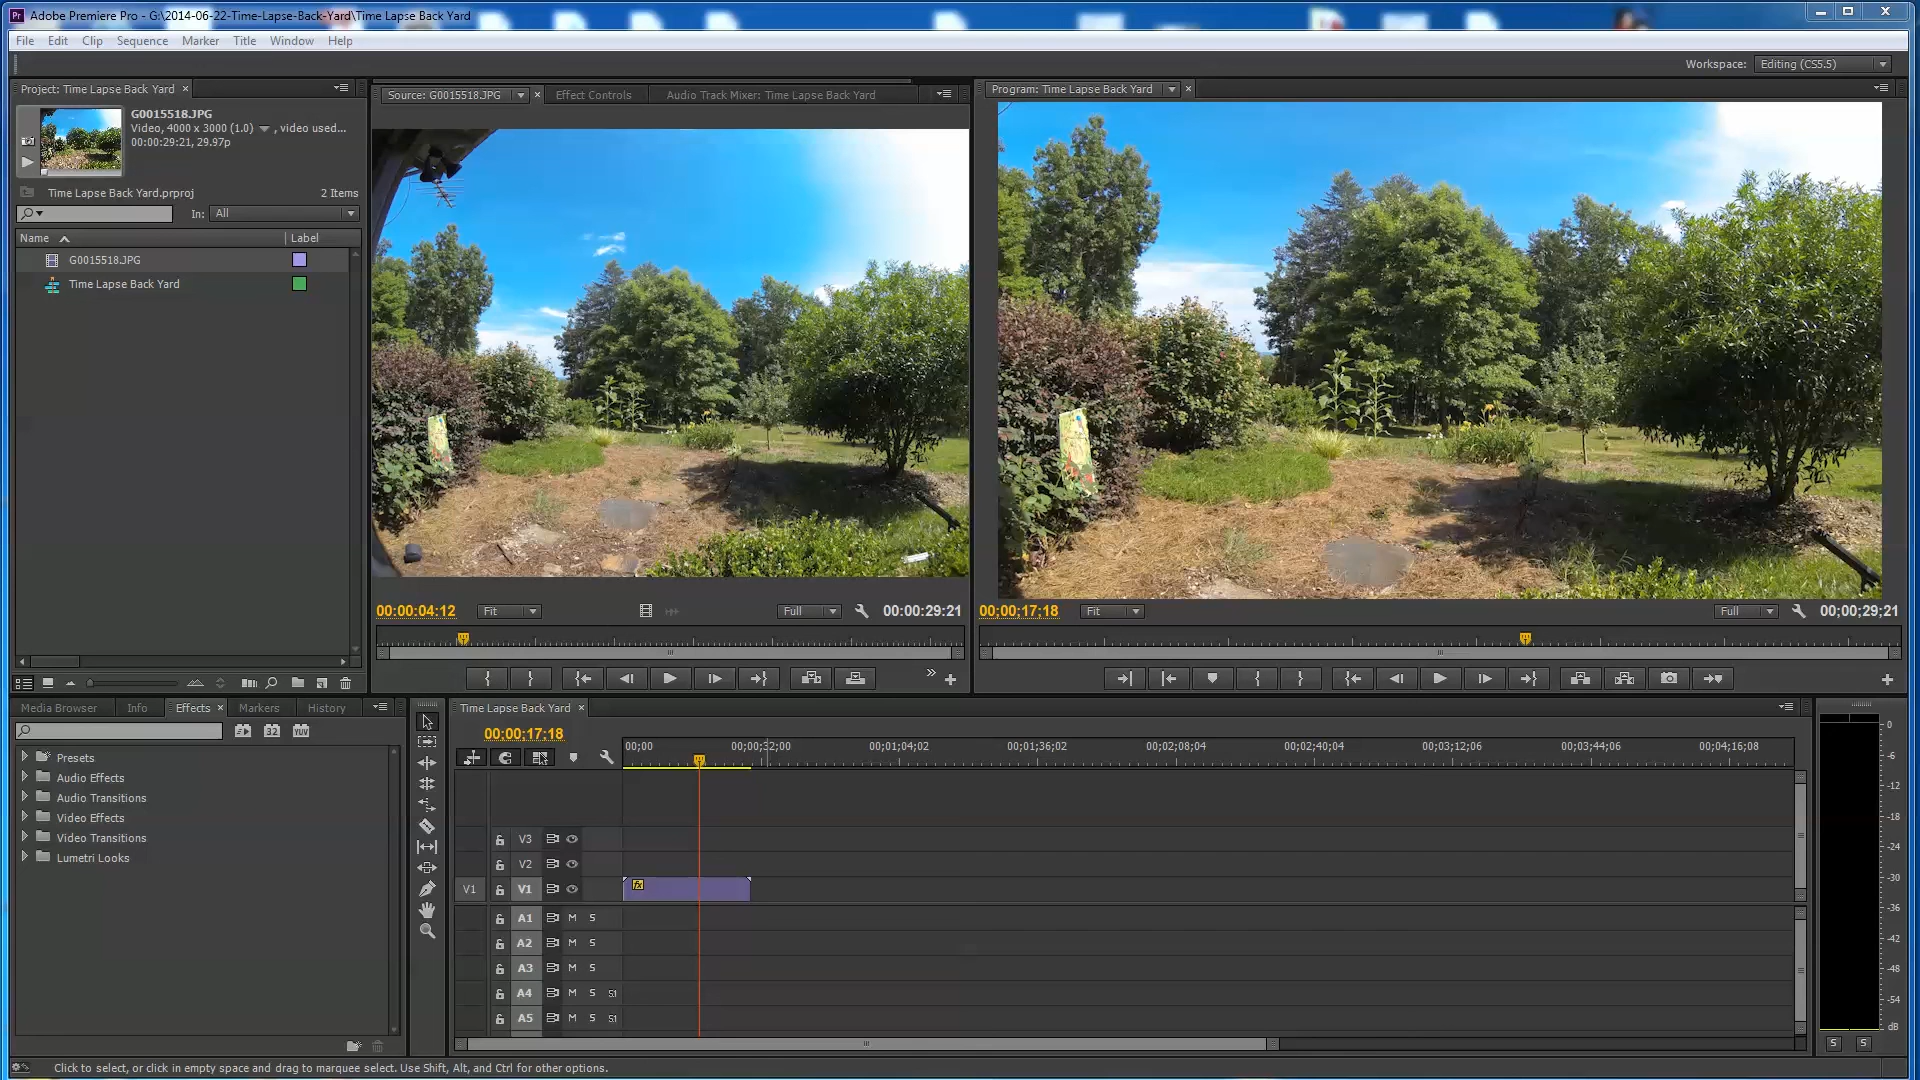 Adobe Premiere Pro - G:\2014-06-22-Time-Lapse-Back-Yard\Time Lapse Back Yard
File Edit Clip Sequence Marker Title Window Help
Workspace: Editing (CS5.5)
Project: Time Lapse Back Yard
G0015518.JPG
Video, 4000 x 3000 (1.0) , video used...
00:00:29:21, 29.97p
Time Lapse Back Yard.prproj 2 Items
In: All
Name Label
G0015518.JPG
Time Lapse Back Yard
Source: G0015518.JPG Effect Controls Audio Track Mixer: Time Lapse Back Yard
00:00:04:12 Fit Full 00:00:29:21
Program: Time Lapse Back Yard
00;00;17;18 Fit Full 00;00;29;21
Media Browser Info Effects Markers History
32 YUV
Presets
Audio Effects
Audio Transitions
Video Effects
Video Transitions
Lumetri Looks
Time Lapse Back Yard
00;00;17;18
00;00 00;00;32;00 00;01;04;02 00;01;36;02 00;02;08;04 00;02;40;04 00;03;12;06 00;03;44;06 00;04;16;08
V3
V2
V1 V1 fx
A1 M S
A2 M S
A3 M S
A4 M S S1
A5 M S S1
0
-6
-12
-18
-24
-30
-36
-42
-48
-54
dB
S S
Click to select, or click in empty space and drag to marquee select. Use Shift, Alt, and Ctrl for other options.